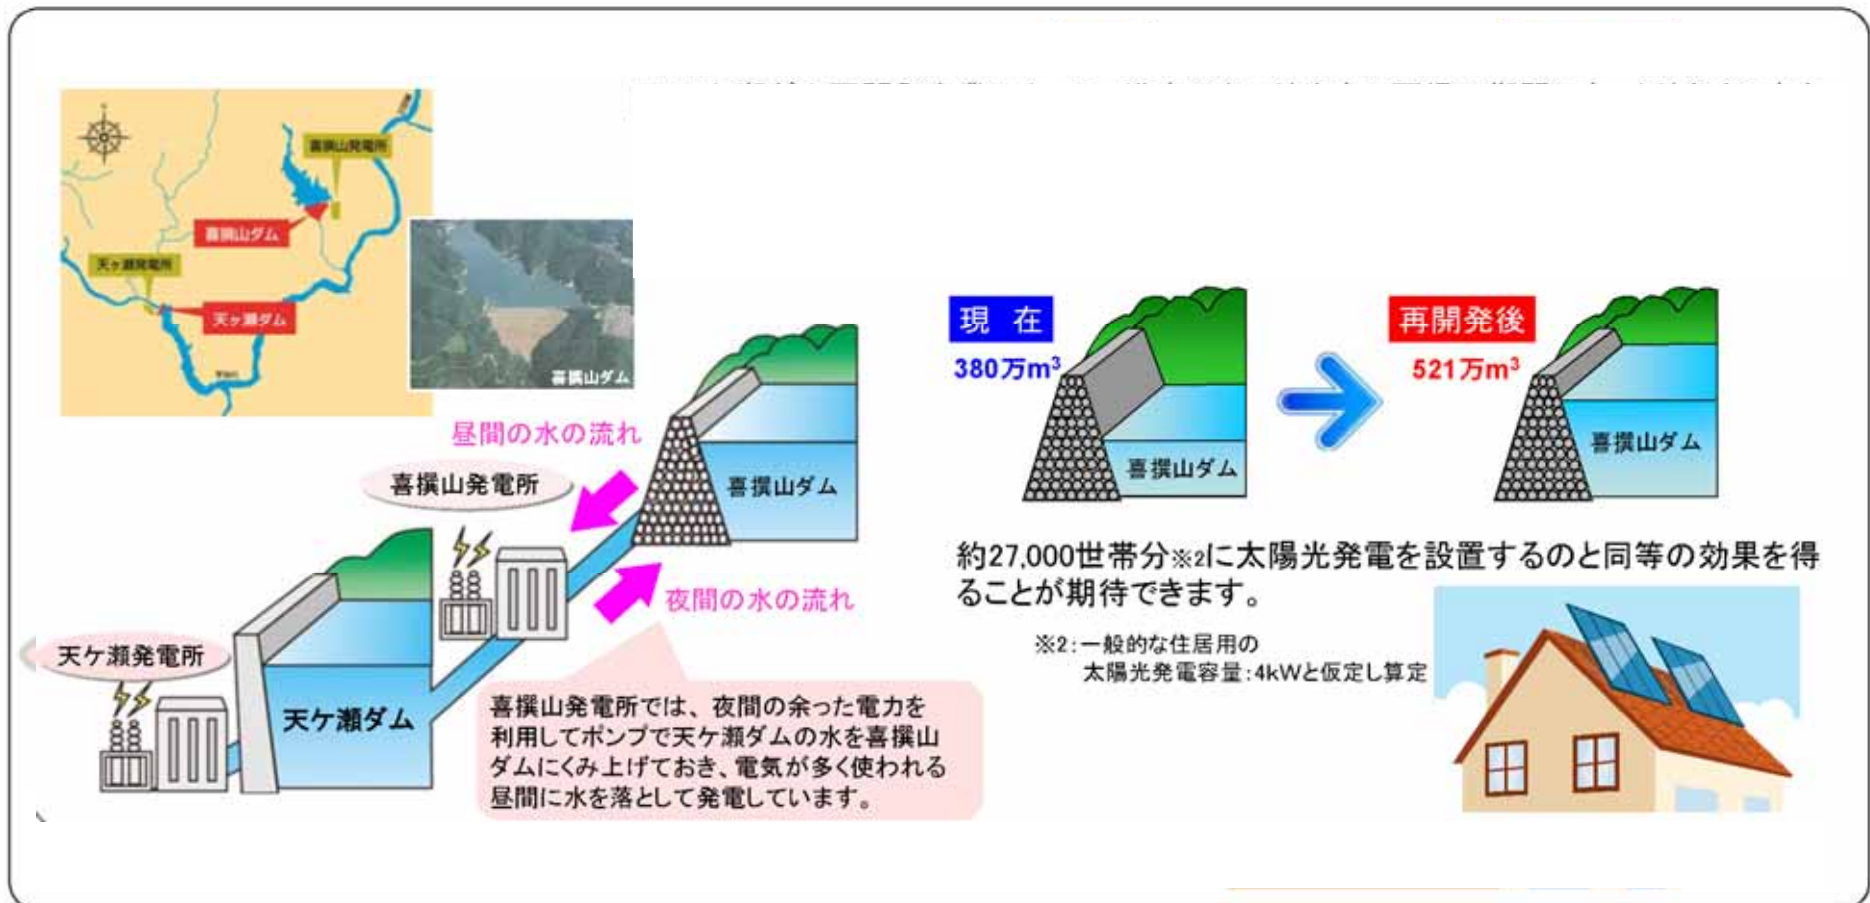 喜撰山発電所
喜撰山ダム
天ヶ瀬発電所
天ヶ瀬ダム
喜撰山ダム
昼間の水の流れ
喜撰山発電所
喜撰山ダム
夜間の水の流れ
天ケ瀬発電所
天ケ瀬ダム
喜撰山発電所では、夜間の余った電力を
利用してポンプで天ケ瀬ダムの水を喜撰山
ダムにくみ上げておき、電気が多く使われる
昼間に水を落として発電しています。
現 在
380万m³
喜撰山ダム
再開発後
521万m³
喜撰山ダム
約27,000世帯分※2に太陽光発電を設置するのと同等の効果を得
ることが期待できます。
※2:一般的な住居用の
太陽光発電容量:4kWと仮定し算定